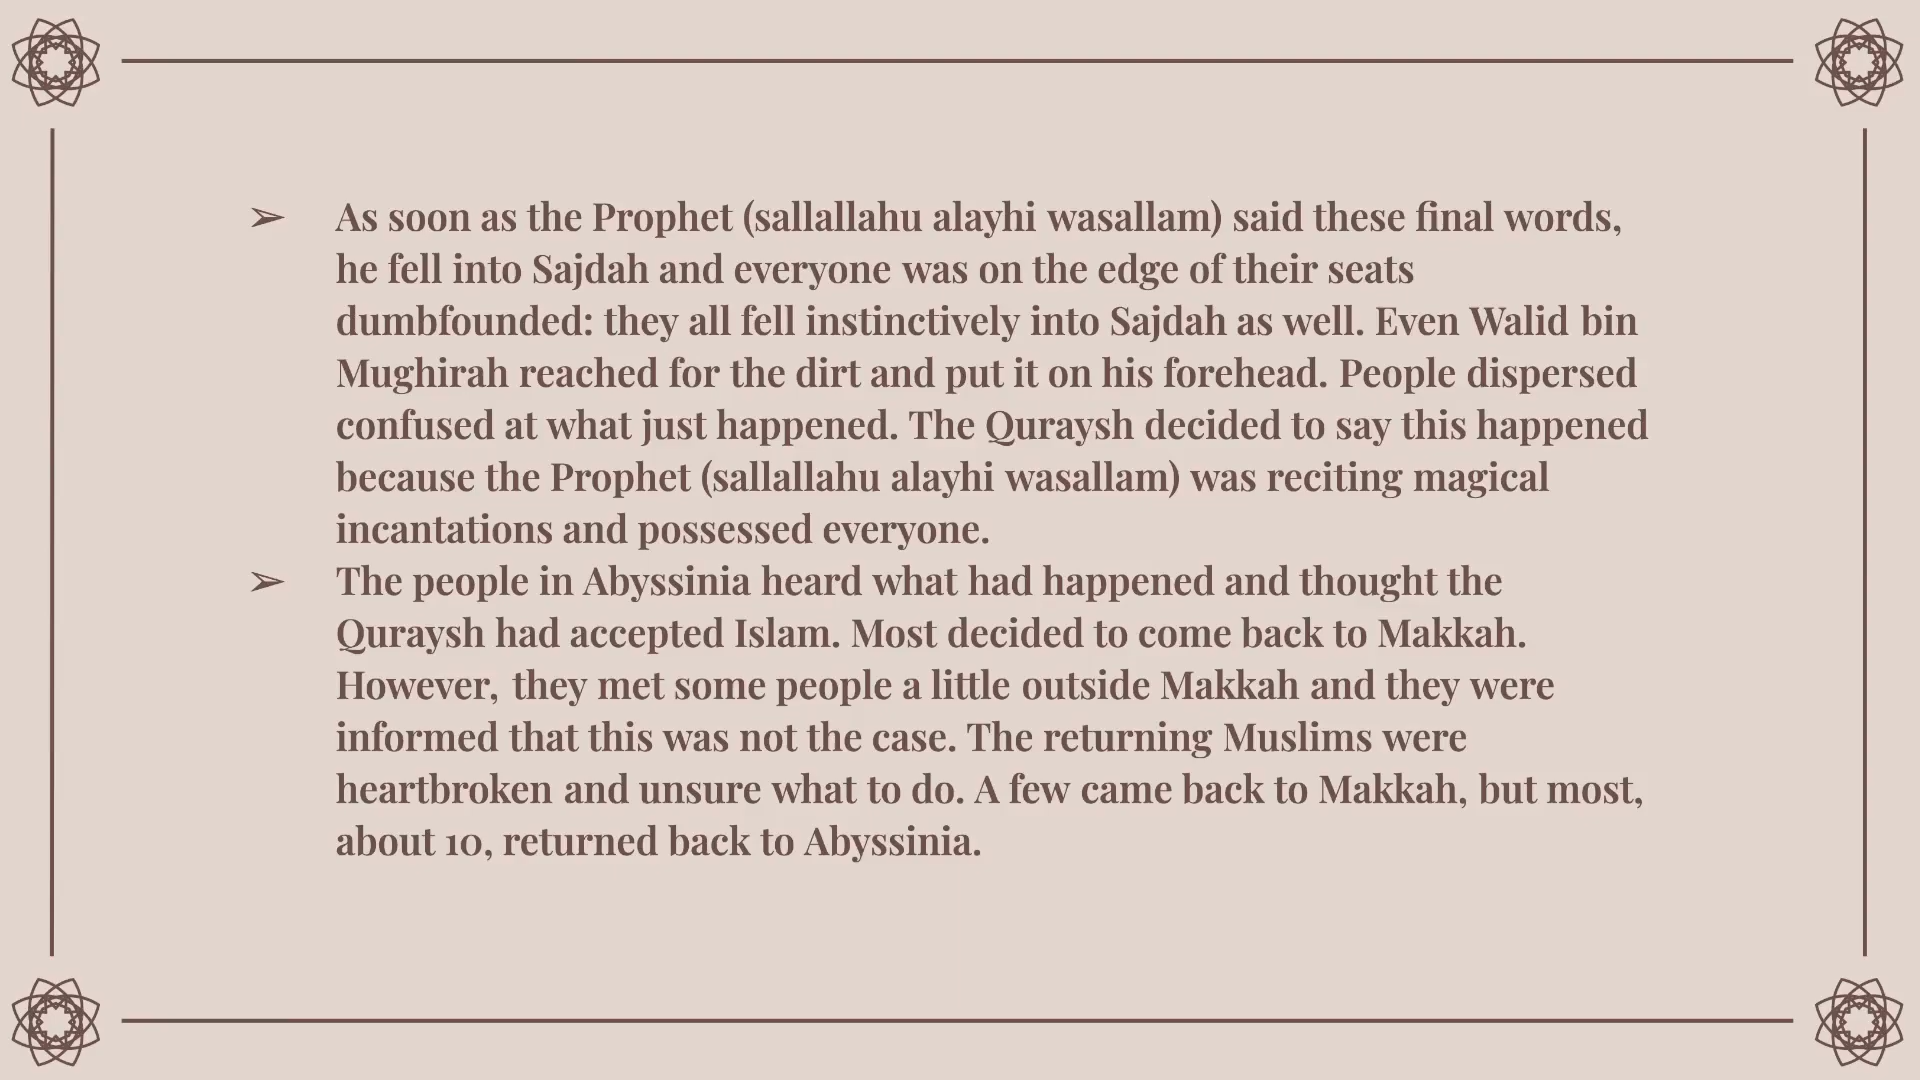 ➢ As soon as the Prophet (sallallahu alayhi wasallam) said these final words,
he fell into Sajdah and everyone was on the edge of their seats
dumbfounded: they all fell instinctively into Sajdah as well. Even Walid bin
Mughirah reached for the dirt and put it on his forehead. People dispersed
confused at what just happened. The Quraysh decided to say this happened
because the Prophet (sallallahu alayhi wasallam) was reciting magical
incantations and possessed everyone.
➢ The people in Abyssinia heard what had happened and thought the
Quraysh had accepted Islam. Most decided to come back to Makkah.
However, they met some people a little outside Makkah and they were
informed that this was not the case. The returning Muslims were
heartbroken and unsure what to do. A few came back to Makkah, but most,
about 10, returned back to Abyssinia.